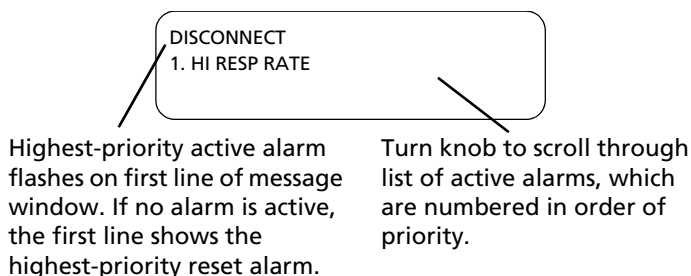 DISCONNECT
1. HI RESP RATE
Highest-priority active alarm
flashes on first line of message
window. If no alarm is active,
the first line shows the
highest-priority reset alarm.
Turn knob to scroll through
list of active alarms, which
are numbered in order of
priority.